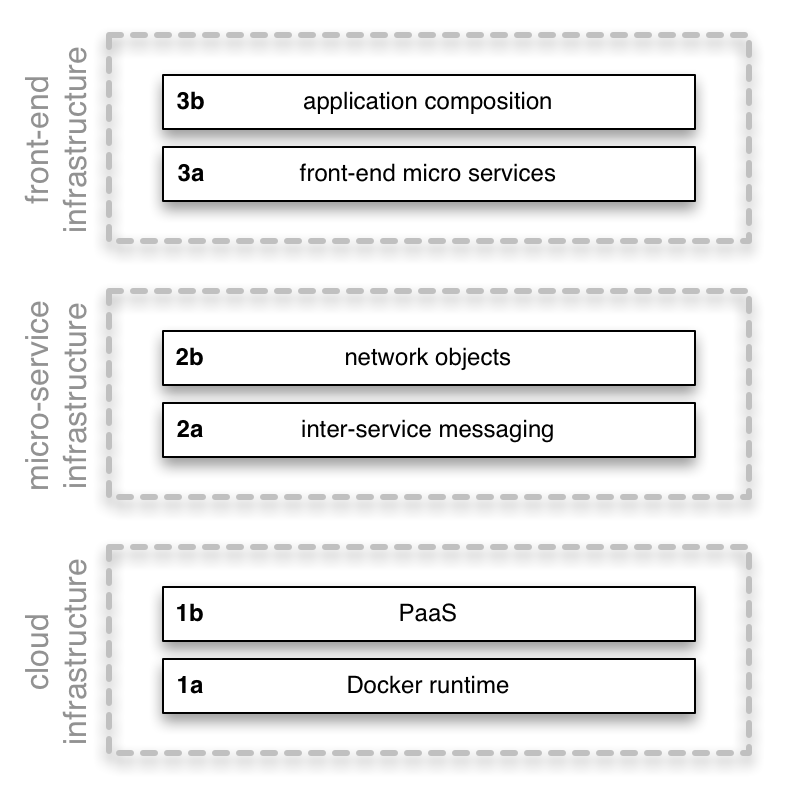 front-end
infrastructure
3b application composition
3a front-end micro services
micro-service
infrastructure
2b network objects
2a inter-service messaging
cloud
infrastructure
1b PaaS
1a Docker runtime